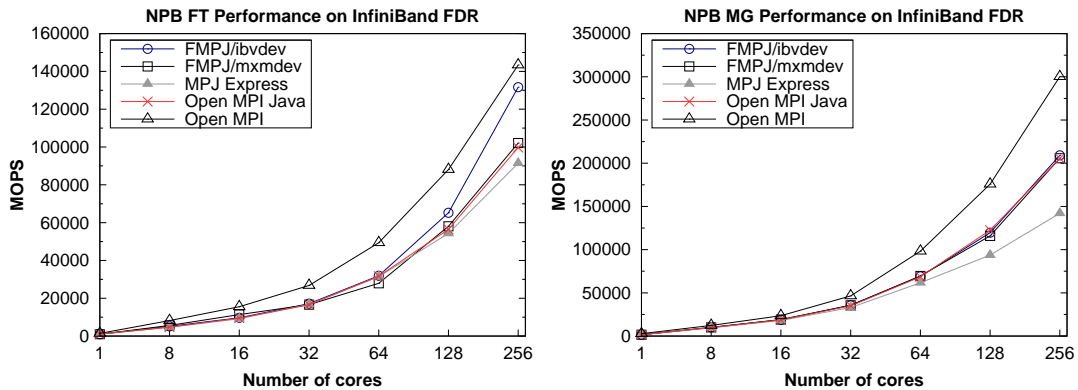 NPB FT Performance on InfiniBand FDR
MOPS
160000
140000
120000
100000
80000
60000
40000
20000
0
FMPJ/ibvdev
FMPJ/mxmdev
MPJ Express
Open MPI Java
Open MPI
1 8 16 32 64 128 256
Number of cores
NPB MG Performance on InfiniBand FDR
MOPS
350000
300000
250000
200000
150000
100000
50000
0
FMPJ/ibvdev
FMPJ/mxmdev
MPJ Express
Open MPI Java
Open MPI
1 8 16 32 64 128 256
Number of cores